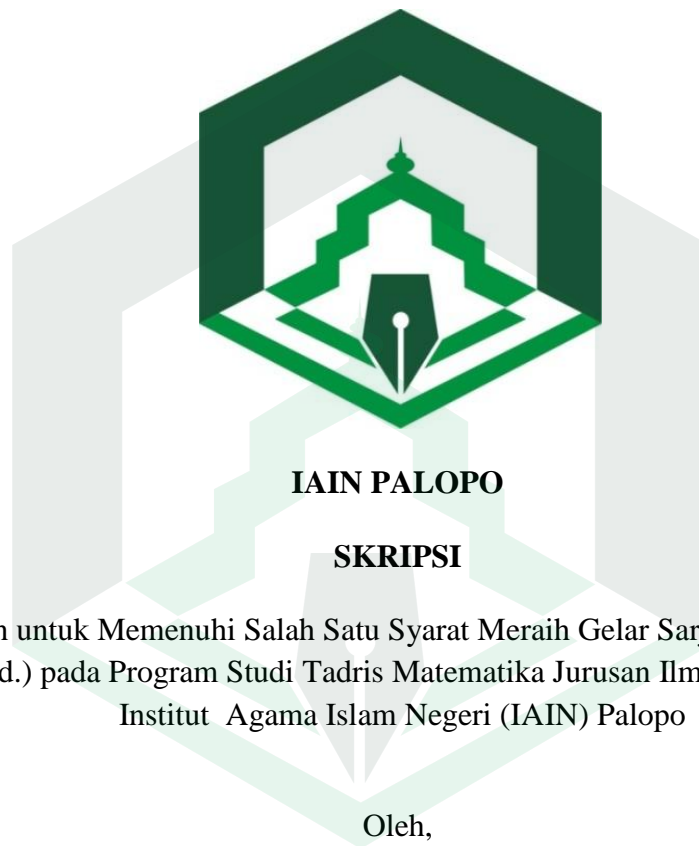 IAIN PALOPO
SKRIPSI
untuk Memenuhi Salah Satu Syarat Meraih Gelar
pada Program Studi Tadris Matematika Jurusan
Institut Agama Islam Negeri (IAIN) Palopo
Oleh,